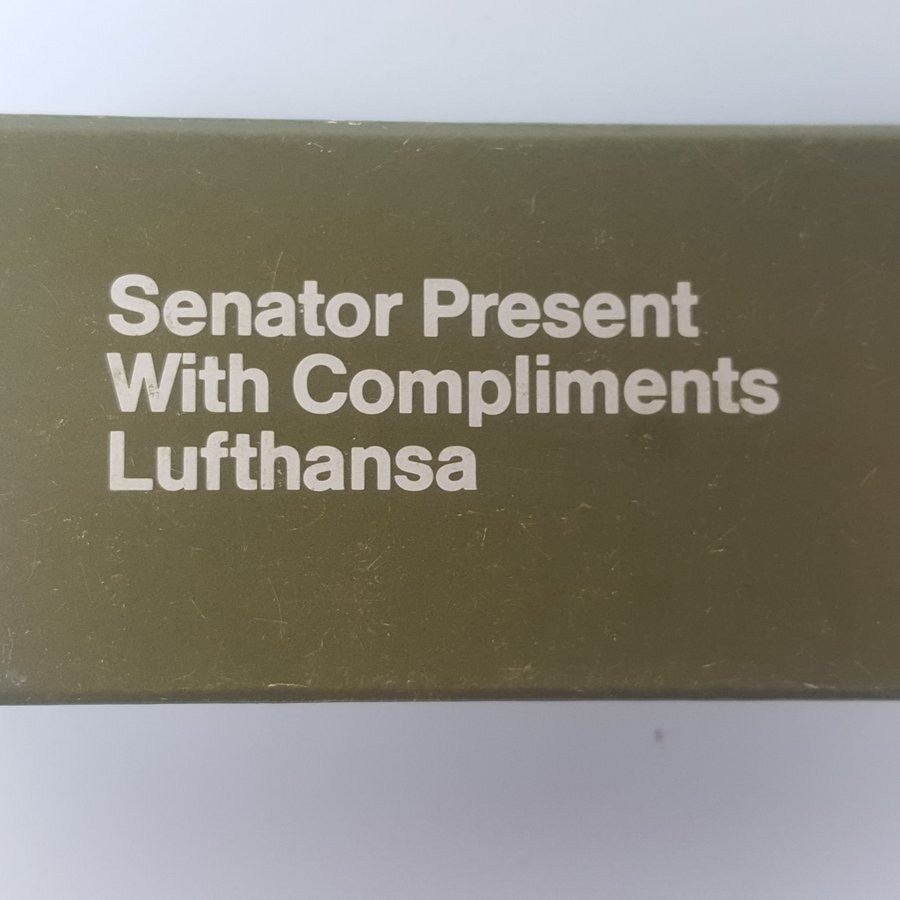 Senator Present
With Compliments
Lufthansa